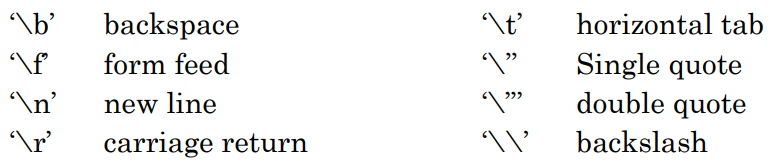 ‘\b’ backspace ‘\t’ horizontal tab
‘\f’ form feed ‘\’’ Single quote
‘\n’ new line ‘\”’ double quote
‘\r’ carriage return ‘\\’ backslash